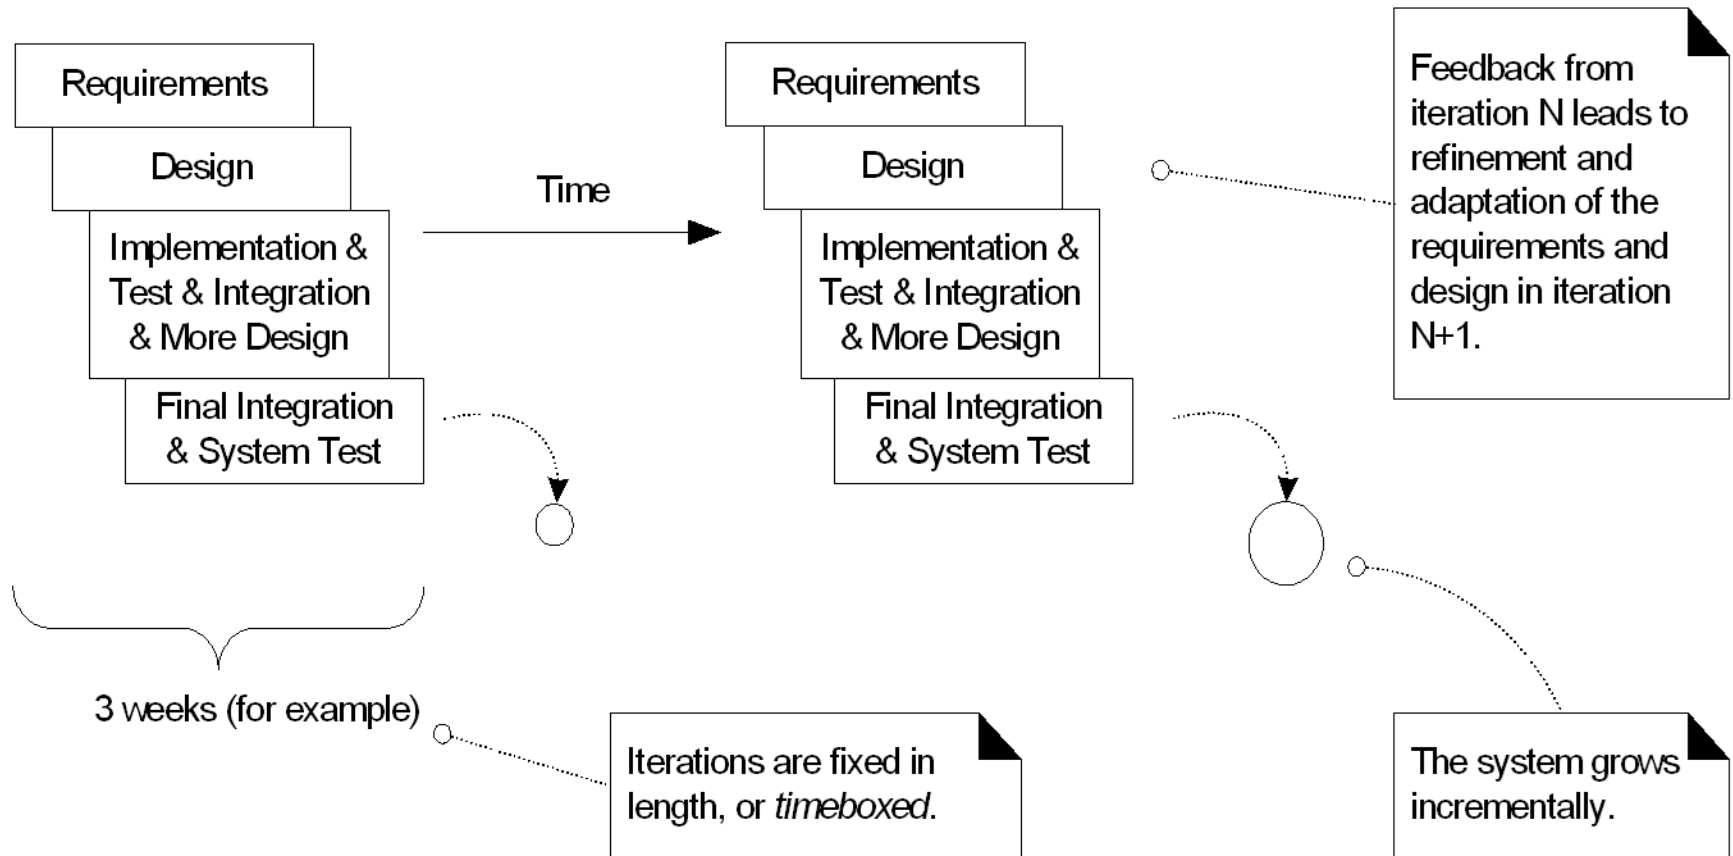 Requirements
Design
Implementation &
Test & Integration
& More Design
Final Integration
& System Test
Time
Requirements
Design
Implementation &
Test & Integration
& More Design
Final Integration
& System Test
Feedback from
iteration N leads to
refinement and
adaptation of the
requirements and
design in iteration
N+1.
3 weeks (for example)
Iterations are fixed in
length, or timeboxed.
The system grows
incrementally.